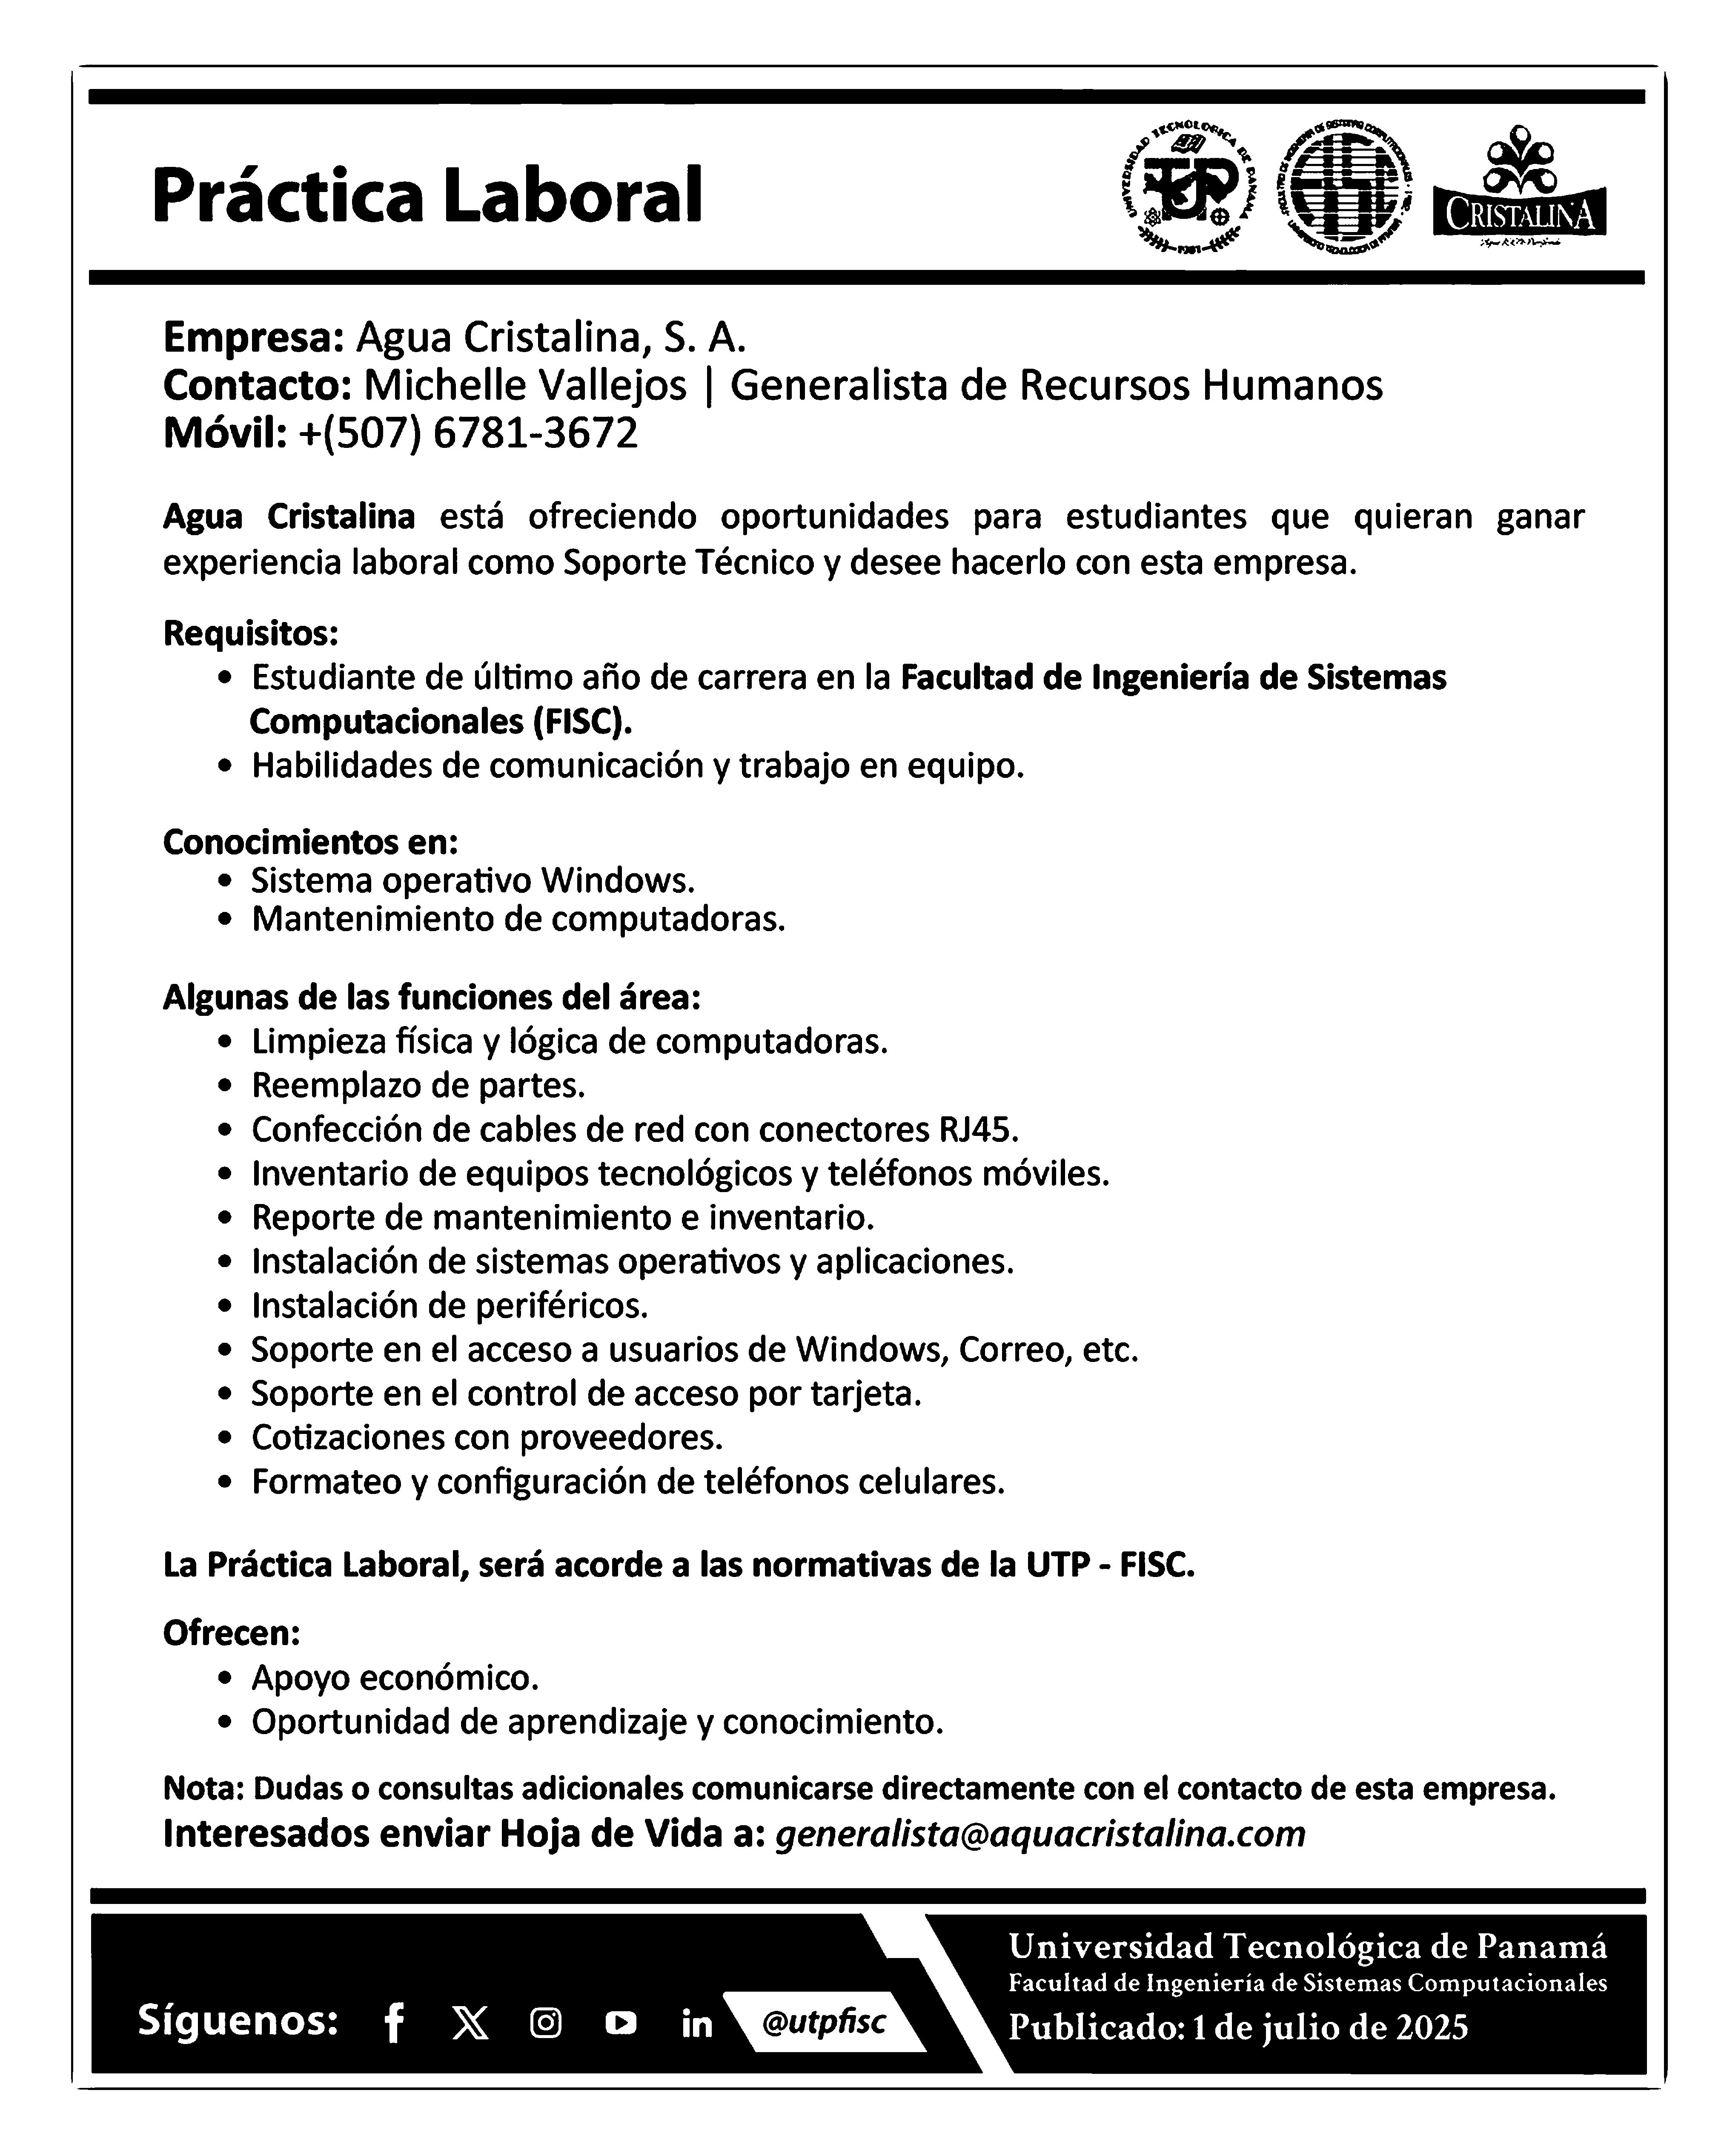 Práctica Laboral
UNIVERSIDAD TECNOLÓGICA DE PANAMÁ
1981
CRISTALINA
Empresa: Agua Cristalina, S. A.
Contacto: Michelle Vallejos | Generalista de Recursos Humanos
Móvil: +(507) 6781-3672
Agua Cristalina está ofreciendo oportunidades para estudiantes que quieran ganar
experiencia laboral como Soporte Técnico y desee hacerlo con esta empresa.
Requisitos:
• Estudiante de último año de carrera en la Facultad de Ingeniería de Sistemas
Computacionales (FISC).
• Habilidades de comunicación y trabajo en equipo.
Conocimientos en:
• Sistema operativo Windows.
• Mantenimiento de computadoras.
Algunas de las funciones del área:
• Limpieza física y lógica de computadoras.
• Reemplazo de partes.
• Confección de cables de red con conectores RJ45.
• Inventario de equipos tecnológicos y teléfonos móviles.
• Reporte de mantenimiento e inventario.
• Instalación de sistemas operativos y aplicaciones.
• Instalación de periféricos.
• Soporte en el acceso a usuarios de Windows, Correo, etc.
• Soporte en el control de acceso por tarjeta.
• Cotizaciones con proveedores.
• Formateo y configuración de teléfonos celulares.
La Práctica Laboral, será acorde a las normativas de la UTP - FISC.
Ofrecen:
• Apoyo económico.
• Oportunidad de aprendizaje y conocimiento.
Nota: Dudas o consultas adicionales comunicarse directamente con el contacto de esta empresa.
Interesados enviar Hoja de Vida a: generalista@aquacristalina.com
Síguenos: @utpfisc
Universidad Tecnológica de Panamá
Facultad de Ingeniería de Sistemas Computacionales
Publicado: 1 de julio de 2025